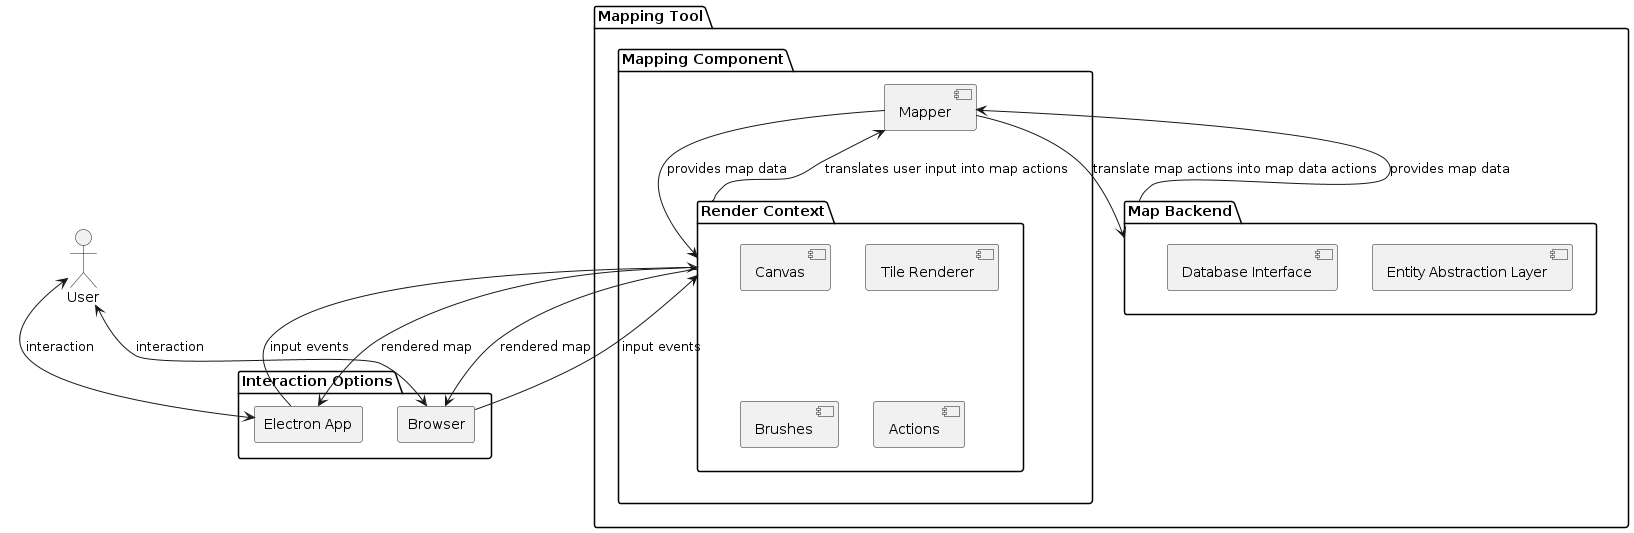 Mapping Tool
Mapping Component
Mapper
provides map data
translates user input into map actions
translate map actions into map data actions
provides map data
Render Context
Map Backend
Canvas
Tile Renderer
Database Interface
Entity Abstraction Layer
User
interaction
interaction
input events
rendered map
rendered map
input events
Interaction Options
Electron App
Browser
Brushes
Actions